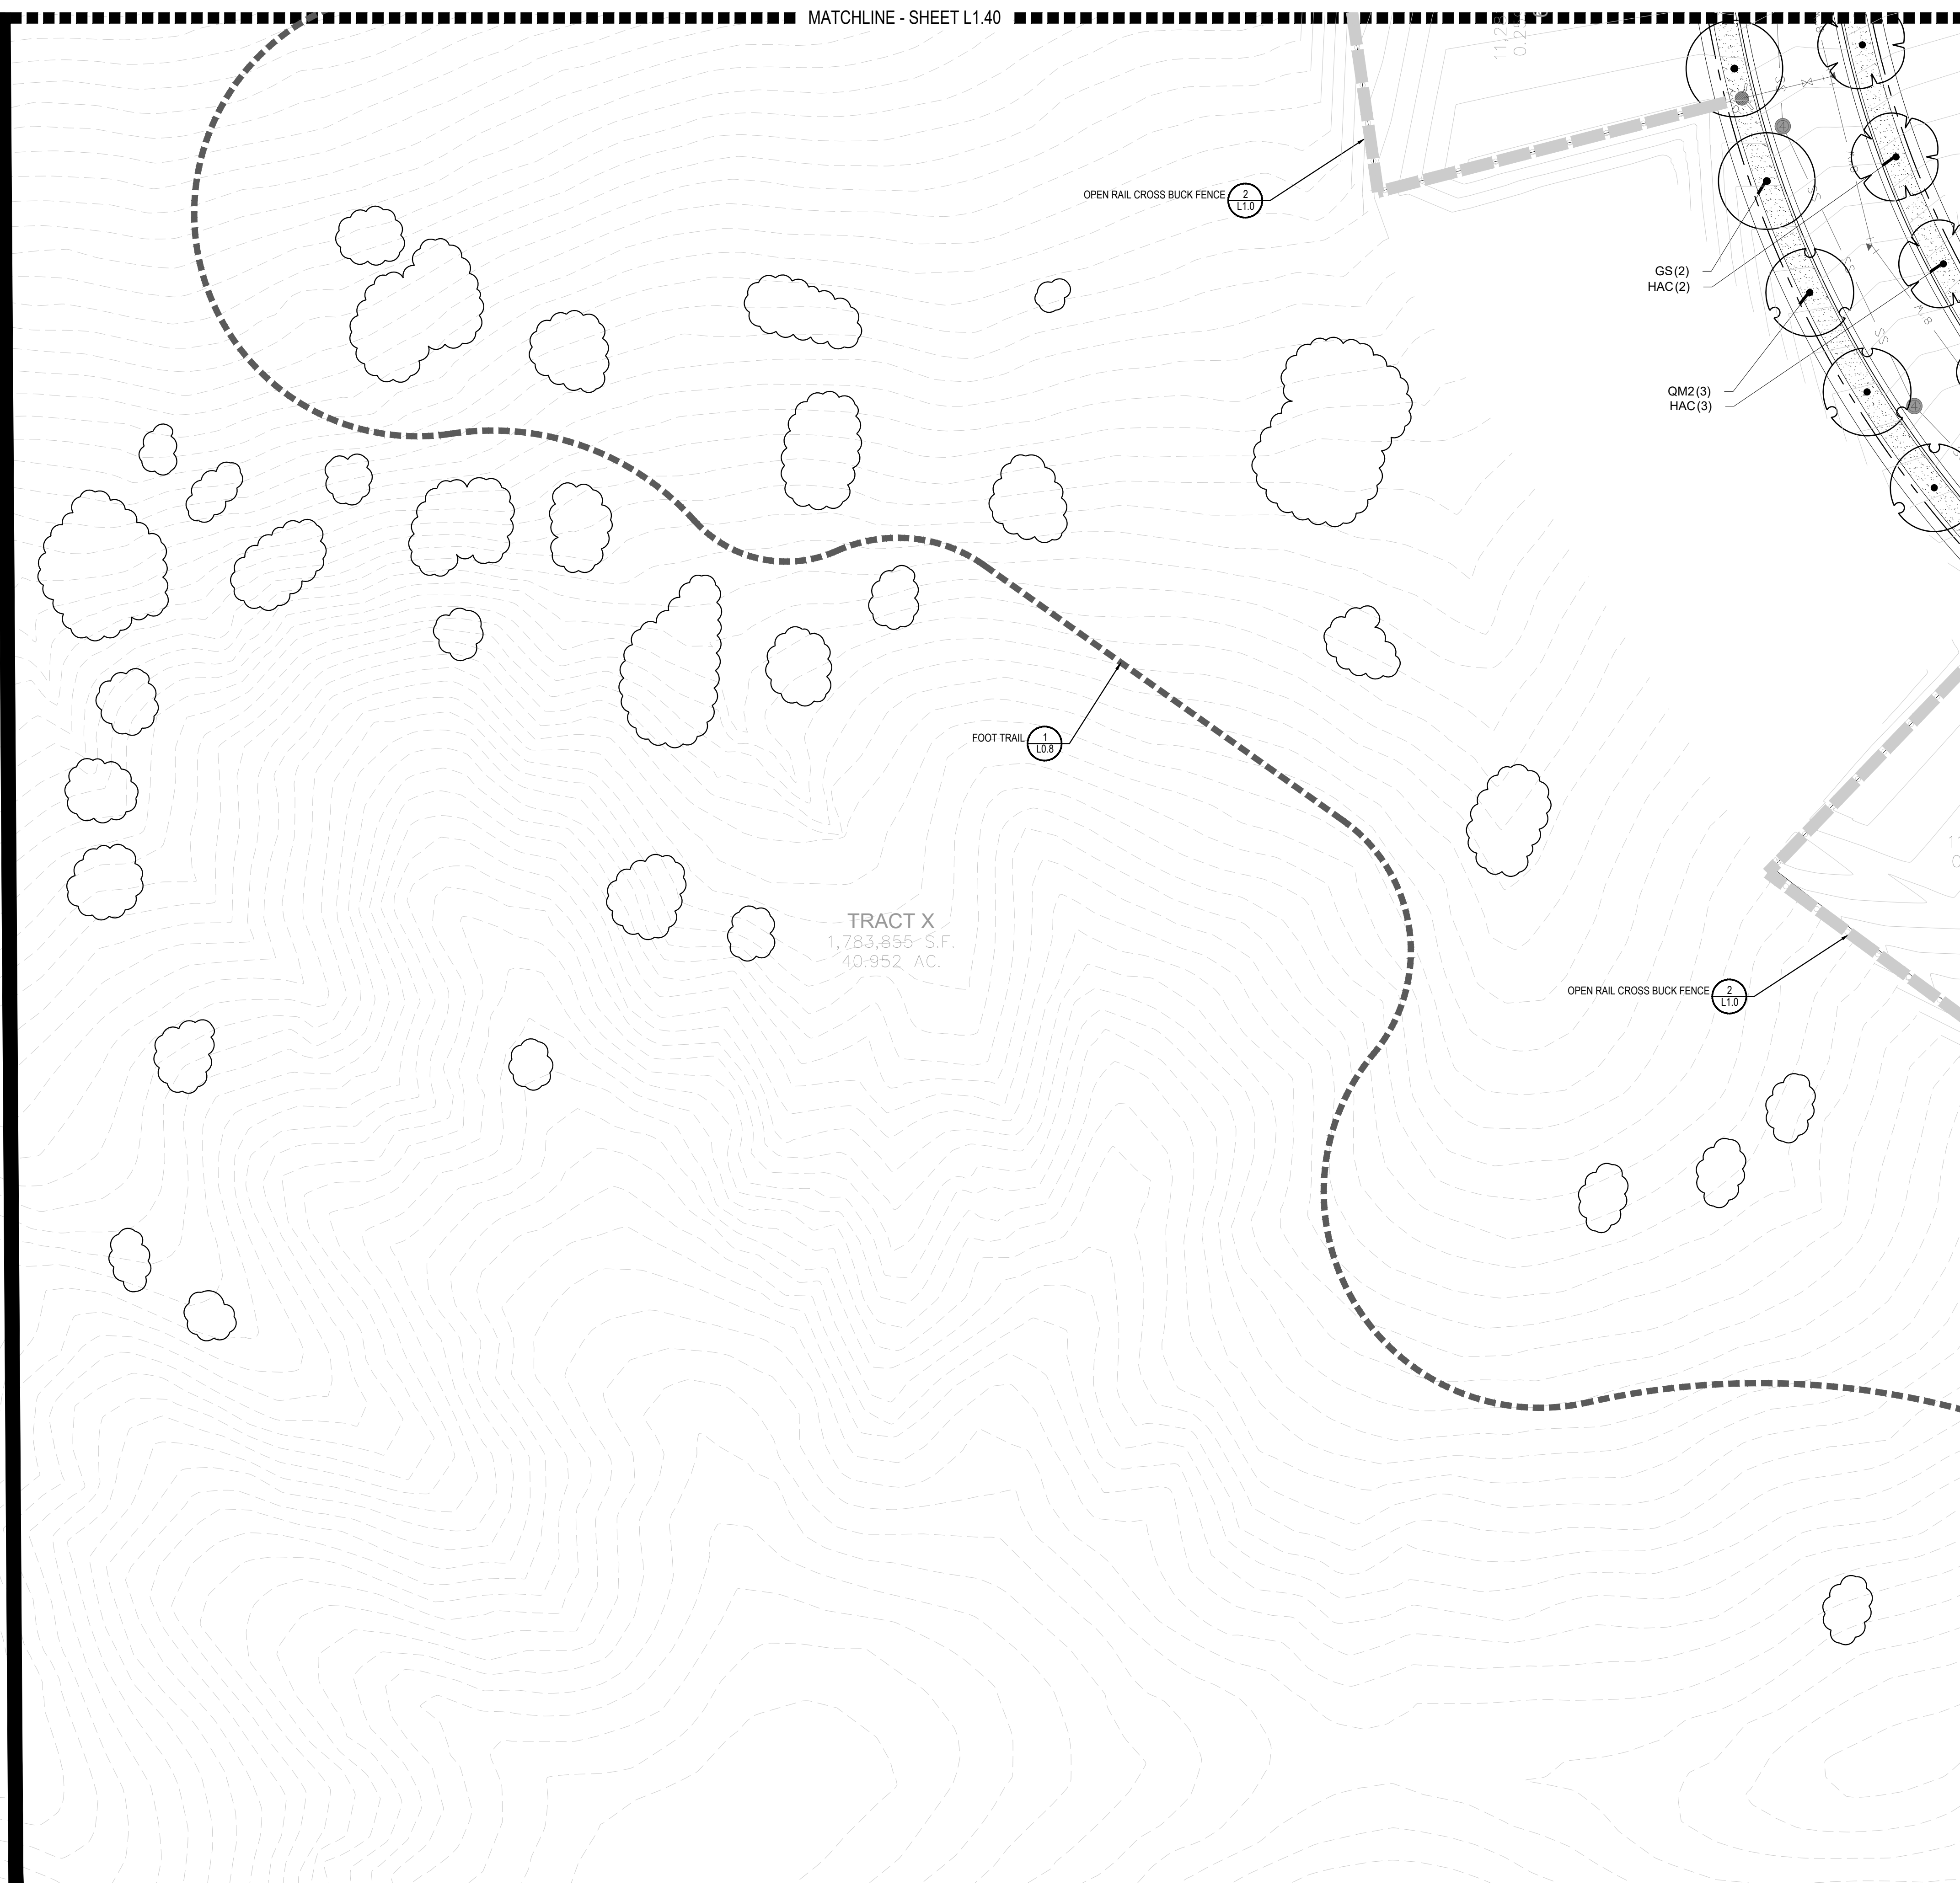 MATCHLINE - SHEET L1.40
OPEN RAIL CROSS BUCK FENCE
2
L1.0
GS(2)
HAC(2)
QM2(3)
HAC(3)
FOOT TRAIL
1
L0.8
TRACT X
1,783,855 S.F.
40.952 AC.
OPEN RAIL CROSS BUCK FENCE
2
L1.0